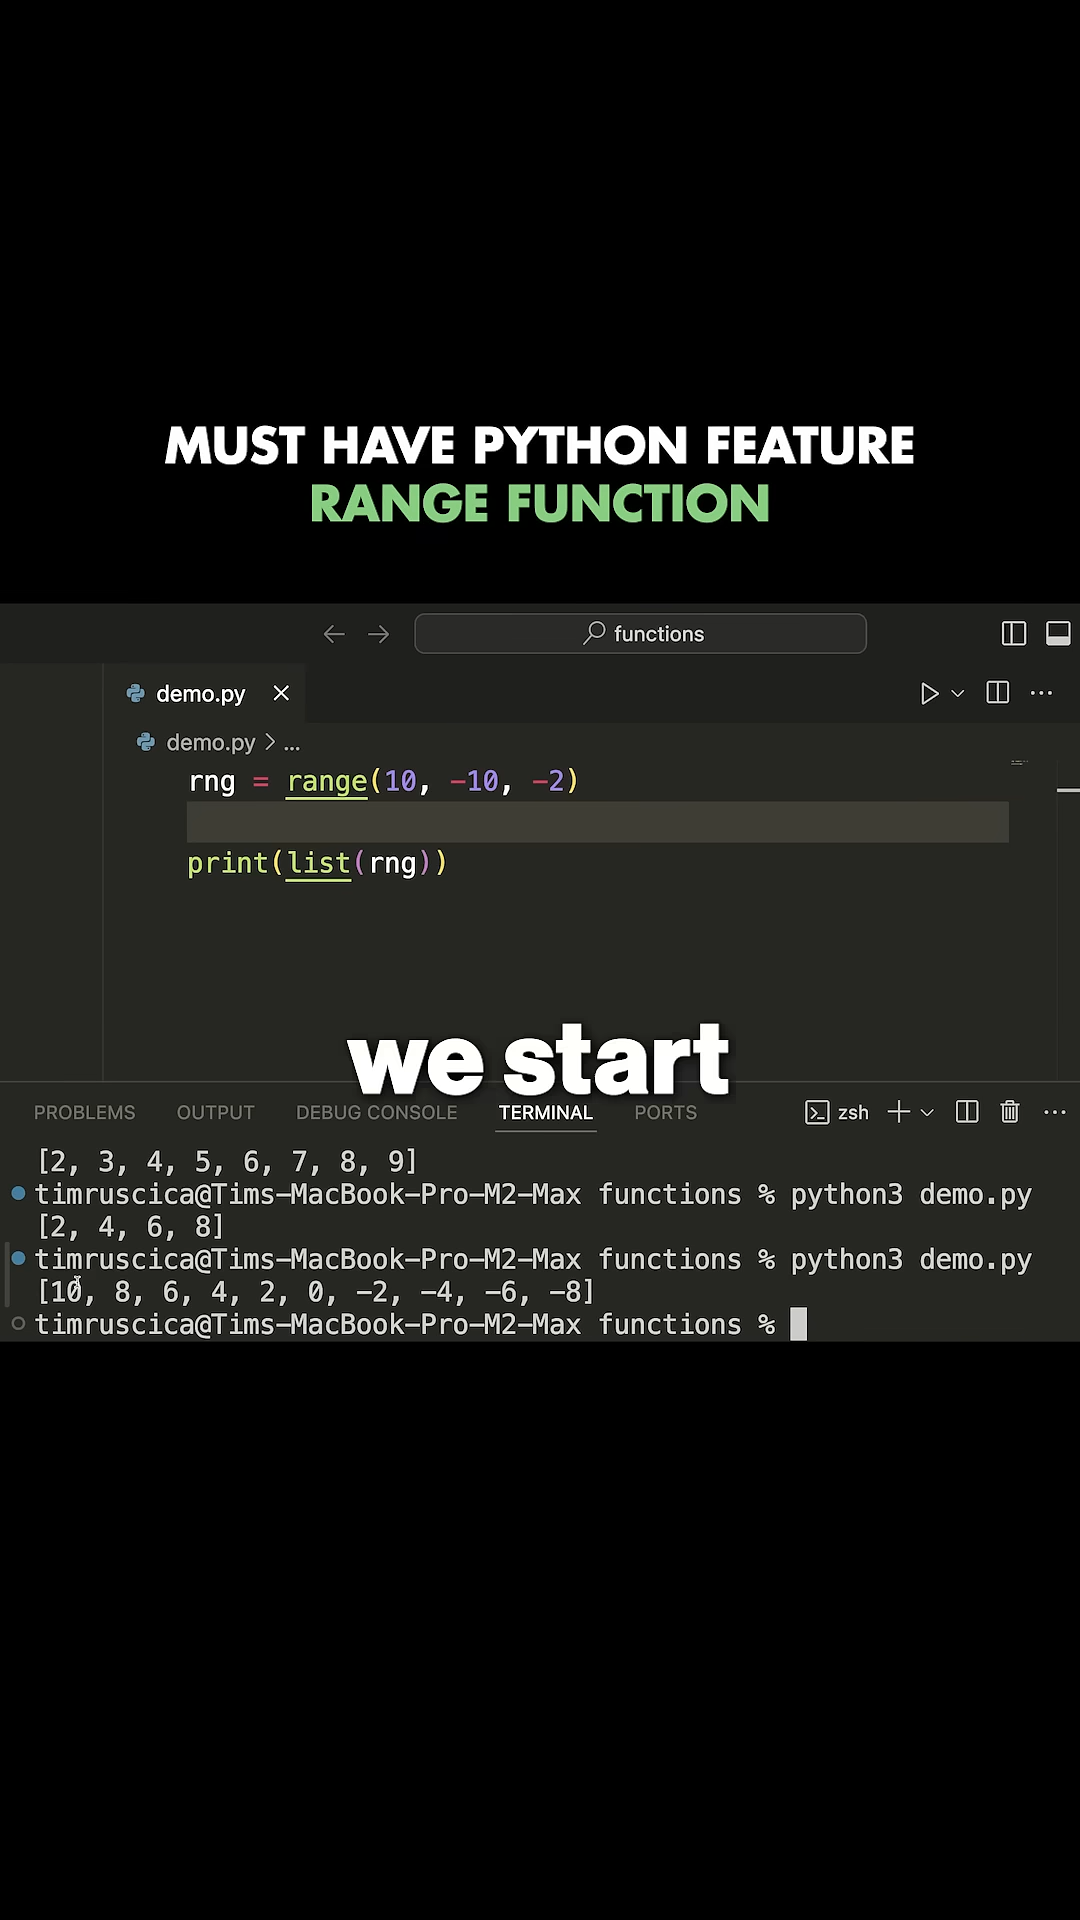 MUST HAVE PYTHON FEATURE
RANGE FUNCTION
functions
demo.py
demo.py > ...
rng = range(10, -10, -2)
print(list(rng))
we start
PROBLEMS OUTPUT DEBUG CONSOLE TERMINAL PORTS zsh
[2, 3, 4, 5, 6, 7, 8, 9]
timruscica@Tims-MacBook-Pro-M2-Max functions % python3 demo.py
[2, 4, 6, 8]
timruscica@Tims-MacBook-Pro-M2-Max functions % python3 demo.py
[10, 8, 6, 4, 2, 0, -2, -4, -6, -8]
timruscica@Tims-MacBook-Pro-M2-Max functions %